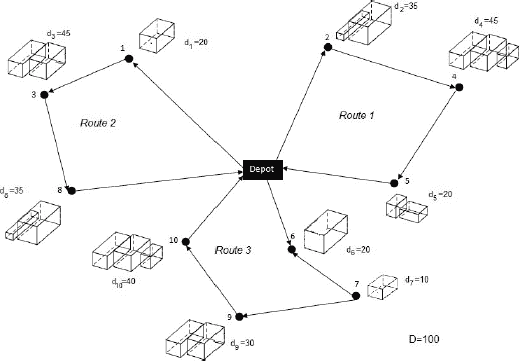 d2=35
d3=45
d4=45
1
d1=20
2
4
3
Route 2
Route 1
Depot
5
d8=35
8
d5=20
6
10
Route 3
d6=20
7
d7=10
d10=40
9
d9=30
D=100